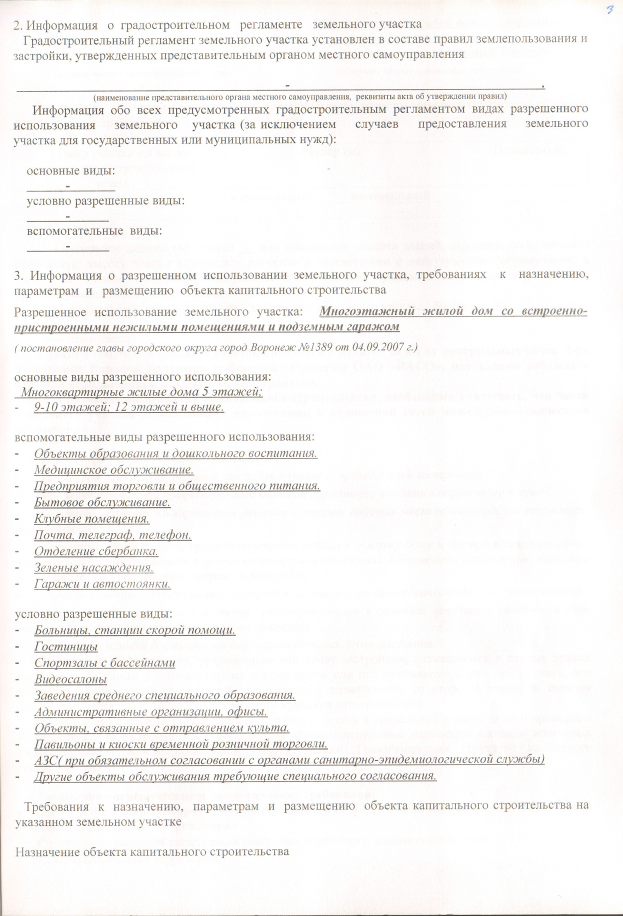 3
2. Информация о градостроительном регламенте земельного участка
Градостроительный регламент земельного участка установлен в составе правил землепользования и
застройки, утвержденных представительным органом местного самоуправления
-.
(наименование представительного органа местного самоуправления, реквизиты акта об утверждении правил)
Информация обо всех предусмотренных градостроительным регламентом видах разрешенного
использования земельного участка (за исключением случаев предоставления земельного
участка для государственных или муниципальных нужд):
основные виды:
-
условно разрешенные виды:
-
вспомогательные виды:
-
3. Информация о разрешенном использовании земельного участка, требованиях к назначению,
параметрам и размещению объекта капитального строительства
Разрешенное использование земельного участка: Многоэтажный жилой дом со встроенно-
пристроенными нежилыми помещениями и подземным гаражом
( постановление главы городского округа город Воронеж №1389 от 04.09.2007 г.)
основные виды разрешенного использования:
Многоквартирные жилые дома 5 этажей;
- 9-10 этажей; 12 этажей и выше.
вспомогательные виды разрешенного использования:
- Объекты образования и дошкольного воспитания.
- Медицинское обслуживание.
- Предприятия торговли и общественного питания.
- Бытовое обслуживание.
- Клубные помещения.
- Почта, телеграф, телефон.
- Отделение сбербанка.
- Зеленые насаждения.
- Гаражи и автостоянки.
условно разрешенные виды:
- Больницы, станции скорой помощи.
- Гостиницы
- Спортзалы с бассейнами
- Видеосалоны
- Заведения среднего специального образования.
- Административные организации, офисы.
- Объекты, связанные с отправлением культа.
- Павильоны и киоски временной розничной торговли.
- АЗС( при обязательном согласовании с органами санитарно-эпидемиологической службы)
- Другие объекты обслуживания требующие специального согласования.
Требования к назначению, параметрам и размещению объекта капитального строительства на
указанном земельном участке
Назначение объекта капитального строительства